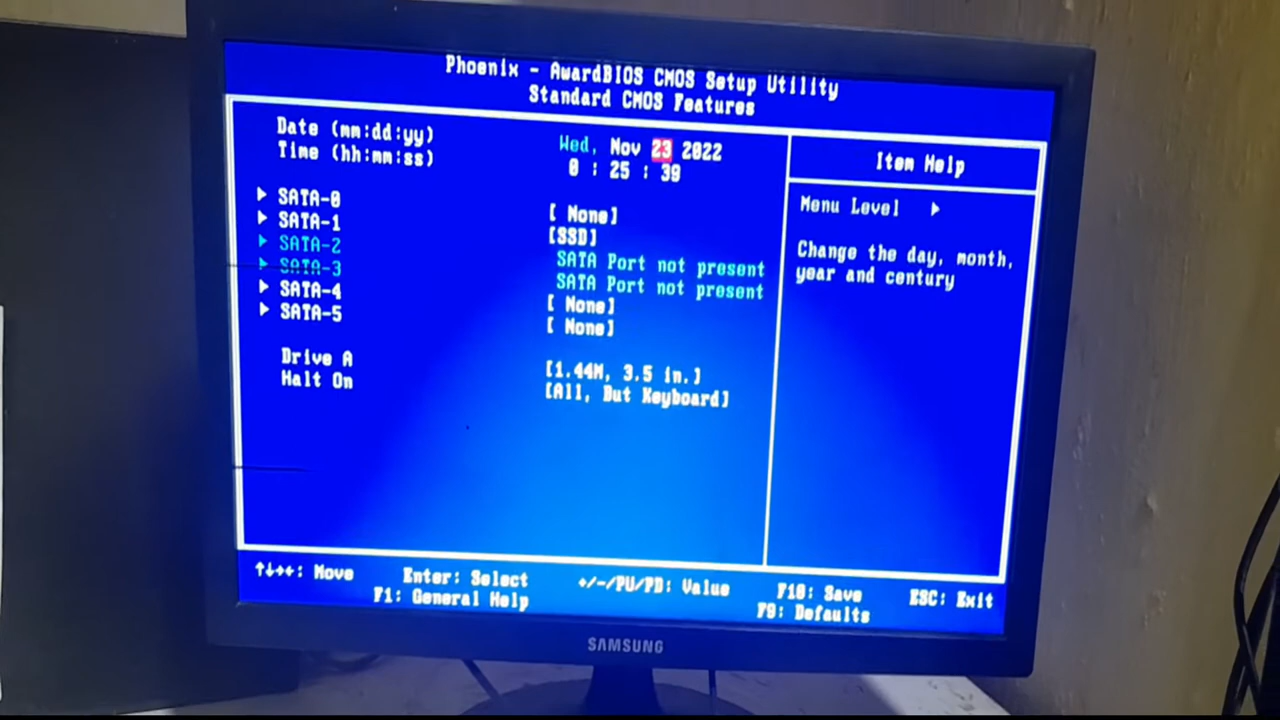 Phoenix - AwardBIOS CMOS Setup Utility
Standard CMOS Features
Date (mm:dd:yy) Wed, Nov 23 2022
Time (hh:mm:ss) 0 : 25 : 39
SATA-0 [ None]
SATA-1 [SSD]
SATA-2 SATA Port not present
SATA-3 SATA Port not present
SATA-4 [ None]
SATA-5 [ None]
Drive A [1.44M, 3.5 in.]
Halt On [All, But Keyboard]
Item Help
Menu Level
Change the day, month,
year and century
↑↓→←: Move Enter: Select +/-/PU/PD: Value F10: Save ESC: Exit
F1: General Help F9: Defaults
SAMSUNG